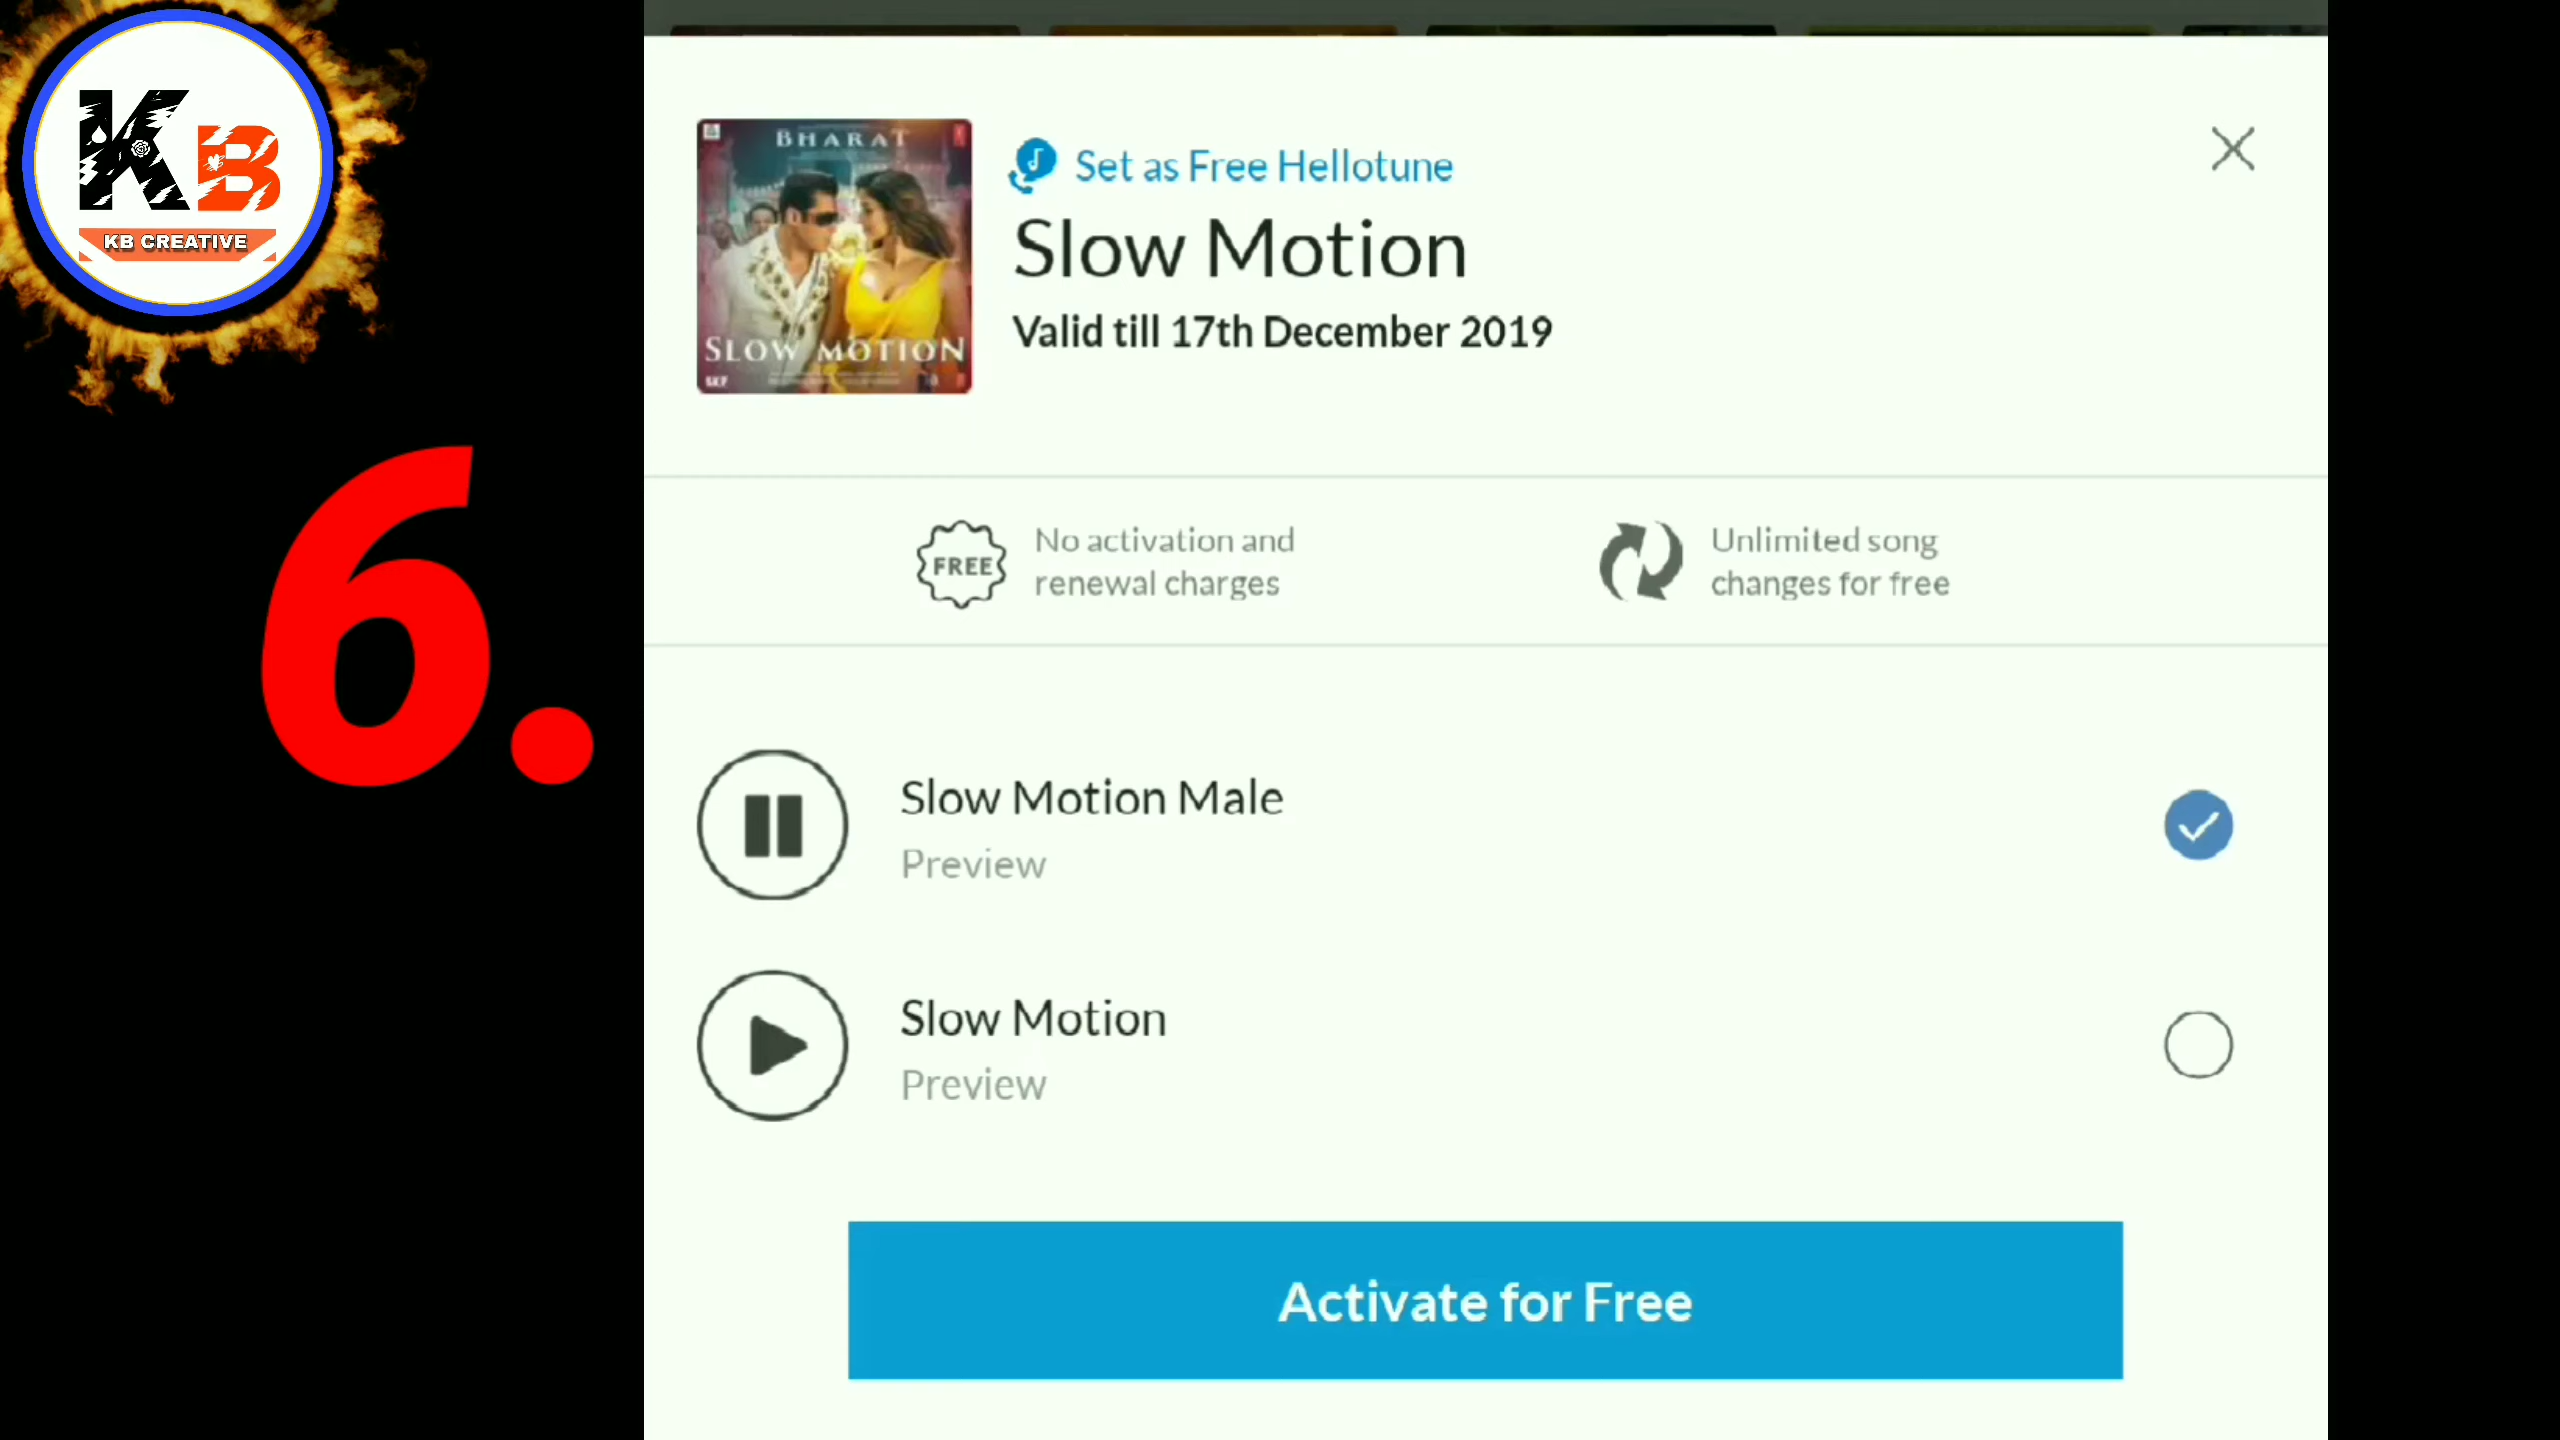 KB
KB CREATIVE
6.
BHARAT
SLOW MOTION
SKF
Set as Free Hellotune
Slow Motion
Valid till 17th December 2019
FREE
No activation and
renewal charges
Unlimited song
changes for free
Slow Motion Male
Preview
Slow Motion
Preview
Activate for Free